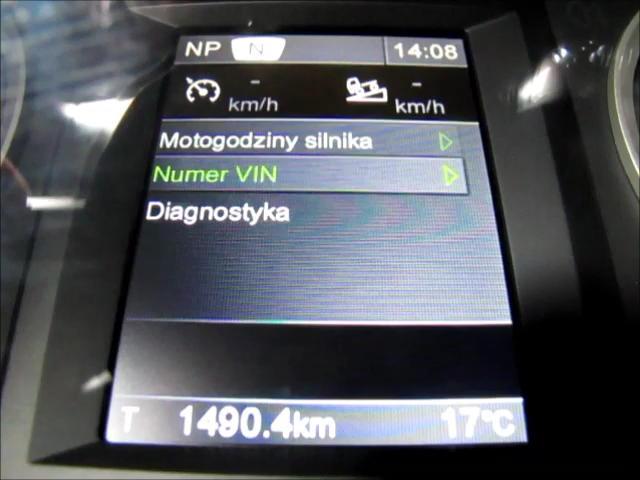 NP N 14:08
- -
km/h km/h
Motogodziny silnika
Numer VIN
Diagnostyka
T 1490.4km 17°C